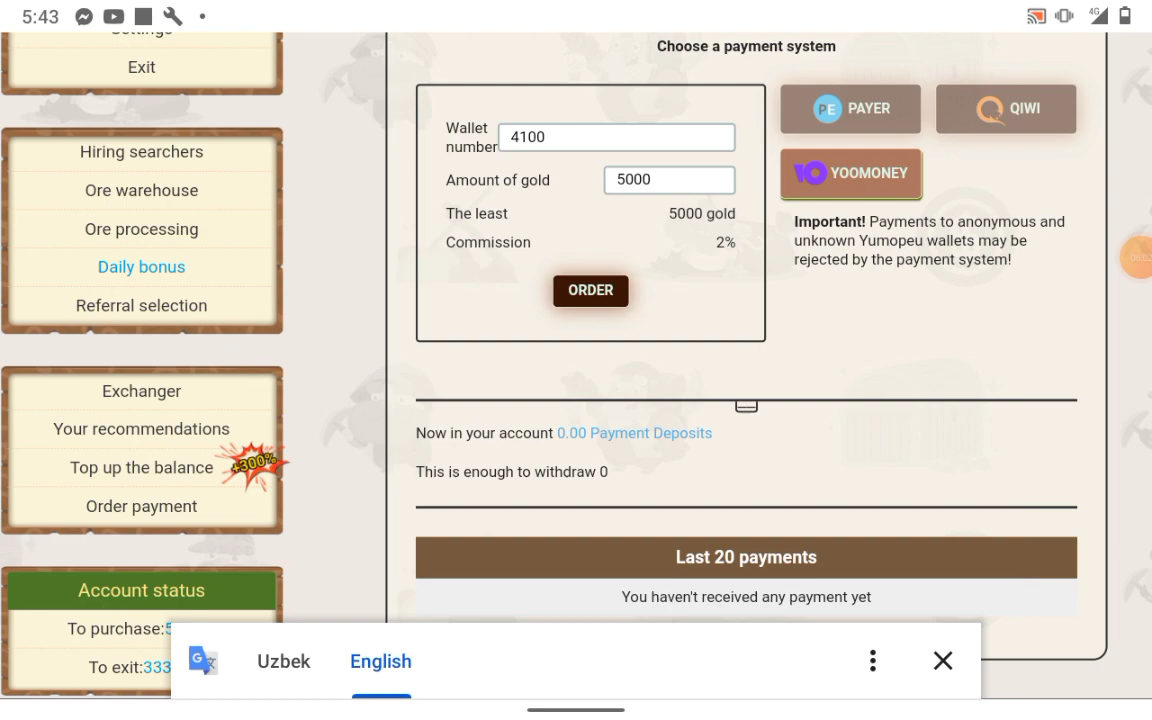 5:43
4G
Exit
Hiring searchers
Ore warehouse
Ore processing
Daily bonus
Referral selection
Exchanger
Your recommendations
Top up the balance
+300%
Order payment
Account status
To purchase:
To exit:333
Choose a payment system
Wallet number
4100
Amount of gold
5000
The least
5000 gold
Commission
2%
ORDER
PE PAYER
QIWI
YOOMONEY
Important! Payments to anonymous and
unknown Yumopeu wallets may be
rejected by the payment system!
Now in your account 0.00 Payment Deposits
This is enough to withdraw 0
Last 20 payments
You haven't received any payment yet
Uzbek
English